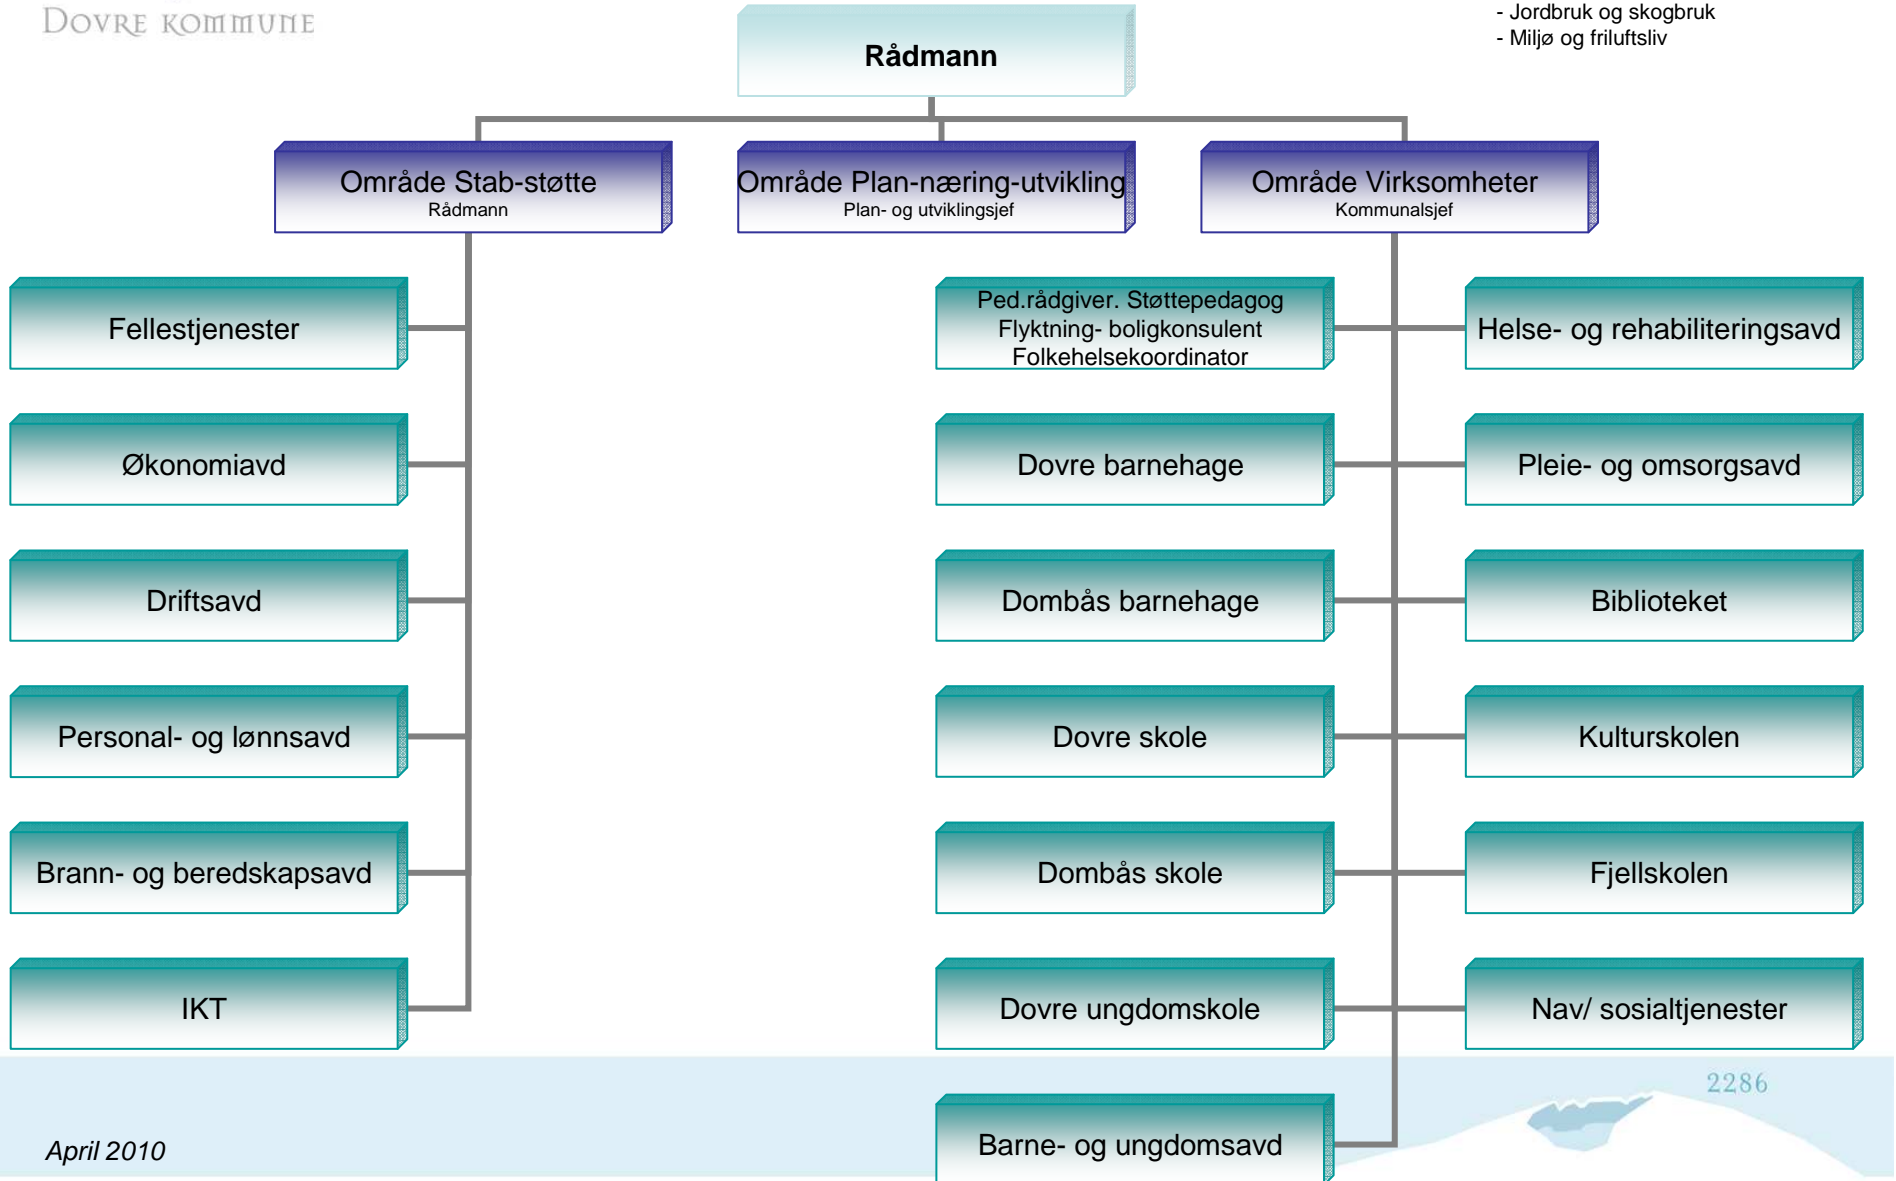 DOVRE KOMMUNE
- Jordbruk og skogbruk
- Miljø og friluftsliv
Rådmann
Område Stab-støtte
Rådmann
Område Plan-næring-utvikling
Plan- og utviklingsjef
Område Virksomheter
Kommunalsjef
Fellestjenester
Økonomiavd
Driftsavd
Personal- og lønnsavd
Brann- og beredskapsavd
IKT
Ped.rådgiver. Støttepedagog
Flyktning- boligkonsulent
Folkehelsekoordinator
Dovre barnehage
Dombås barnehage
Dovre skole
Dombås skole
Dovre ungdomskole
Barne- og ungdomsavd
Helse- og rehabiliteringsavd
Pleie- og omsorgsavd
Biblioteket
Kulturskolen
Fjellskolen
Nav/ sosialtjenester
2286
April 2010